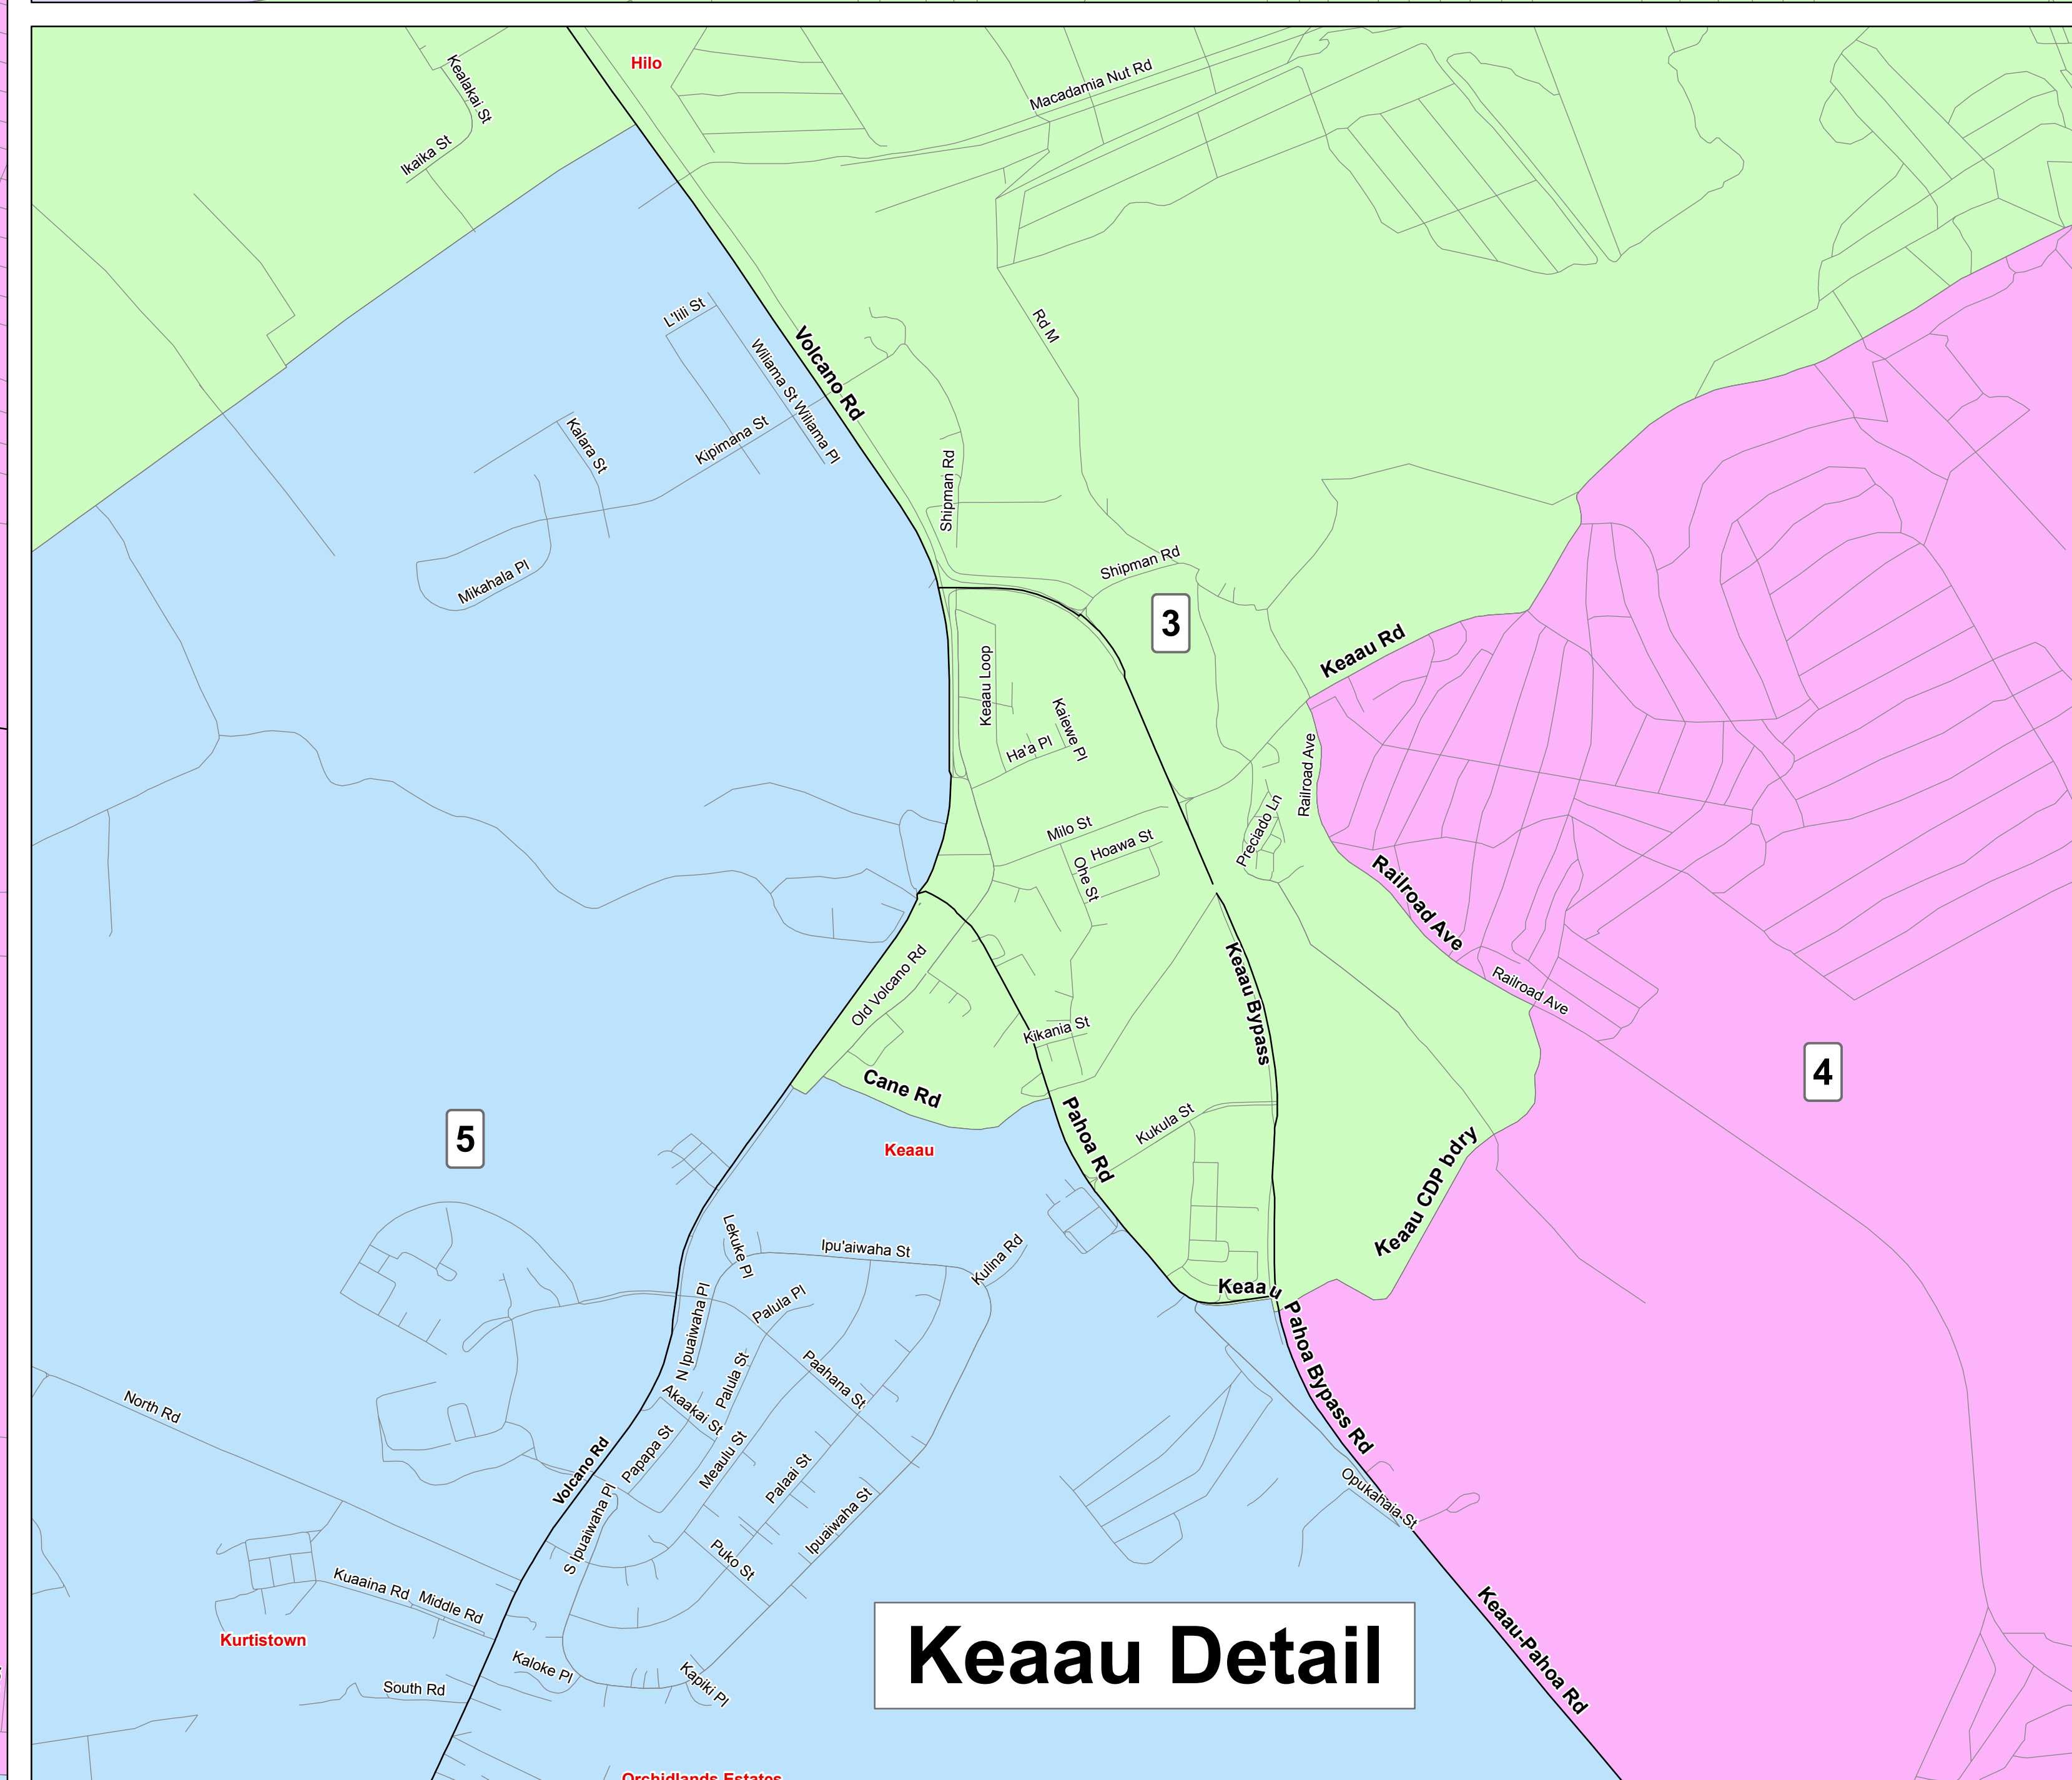 Hilo
Kealakai St
Macadamia Nut Rd
Ikaika St
L'Iili St
Rd M
Volcano Rd
Wiliama St
Wiliama Pl
Kalara St
Kipimana St
Shipman Rd
Mikahala Pl
Shipman Rd
3
Keaau Rd
Keaau Loop
Kaiewe Pl
Ha'a Pl
Railroad Ave
Milo St
Hoawa St
Preciado Ln
Ohe St
Railroad Ave
Old Volcano Rd
Keaau Bypass
Railroad Ave
Kikania St
Cane Rd
4
Pahoa Rd
Kukula St
5
Keaau
Keaau CDP bdry
Lekuke Pl
Ipu'aiwaha St
Kulina Rd
Keaau
Pahoa Bypass Rd
N Ipuaiwaha Pl
Palula Pl
Palula St
Paahana St
Akaakai St
North Rd
Papapa St
Meaulu St
Volcano Rd
Palaai St
Opukahaia St
S Ipuaiwaha Pl
Ipuaiwaha St
Puko St
Kuaaina Rd
Middle Rd
Keaau-Pahoa Rd
Kurtistown
Keaau Detail
Kaloke Pl
Kapiki Pl
South Rd
Orchidlands Estates